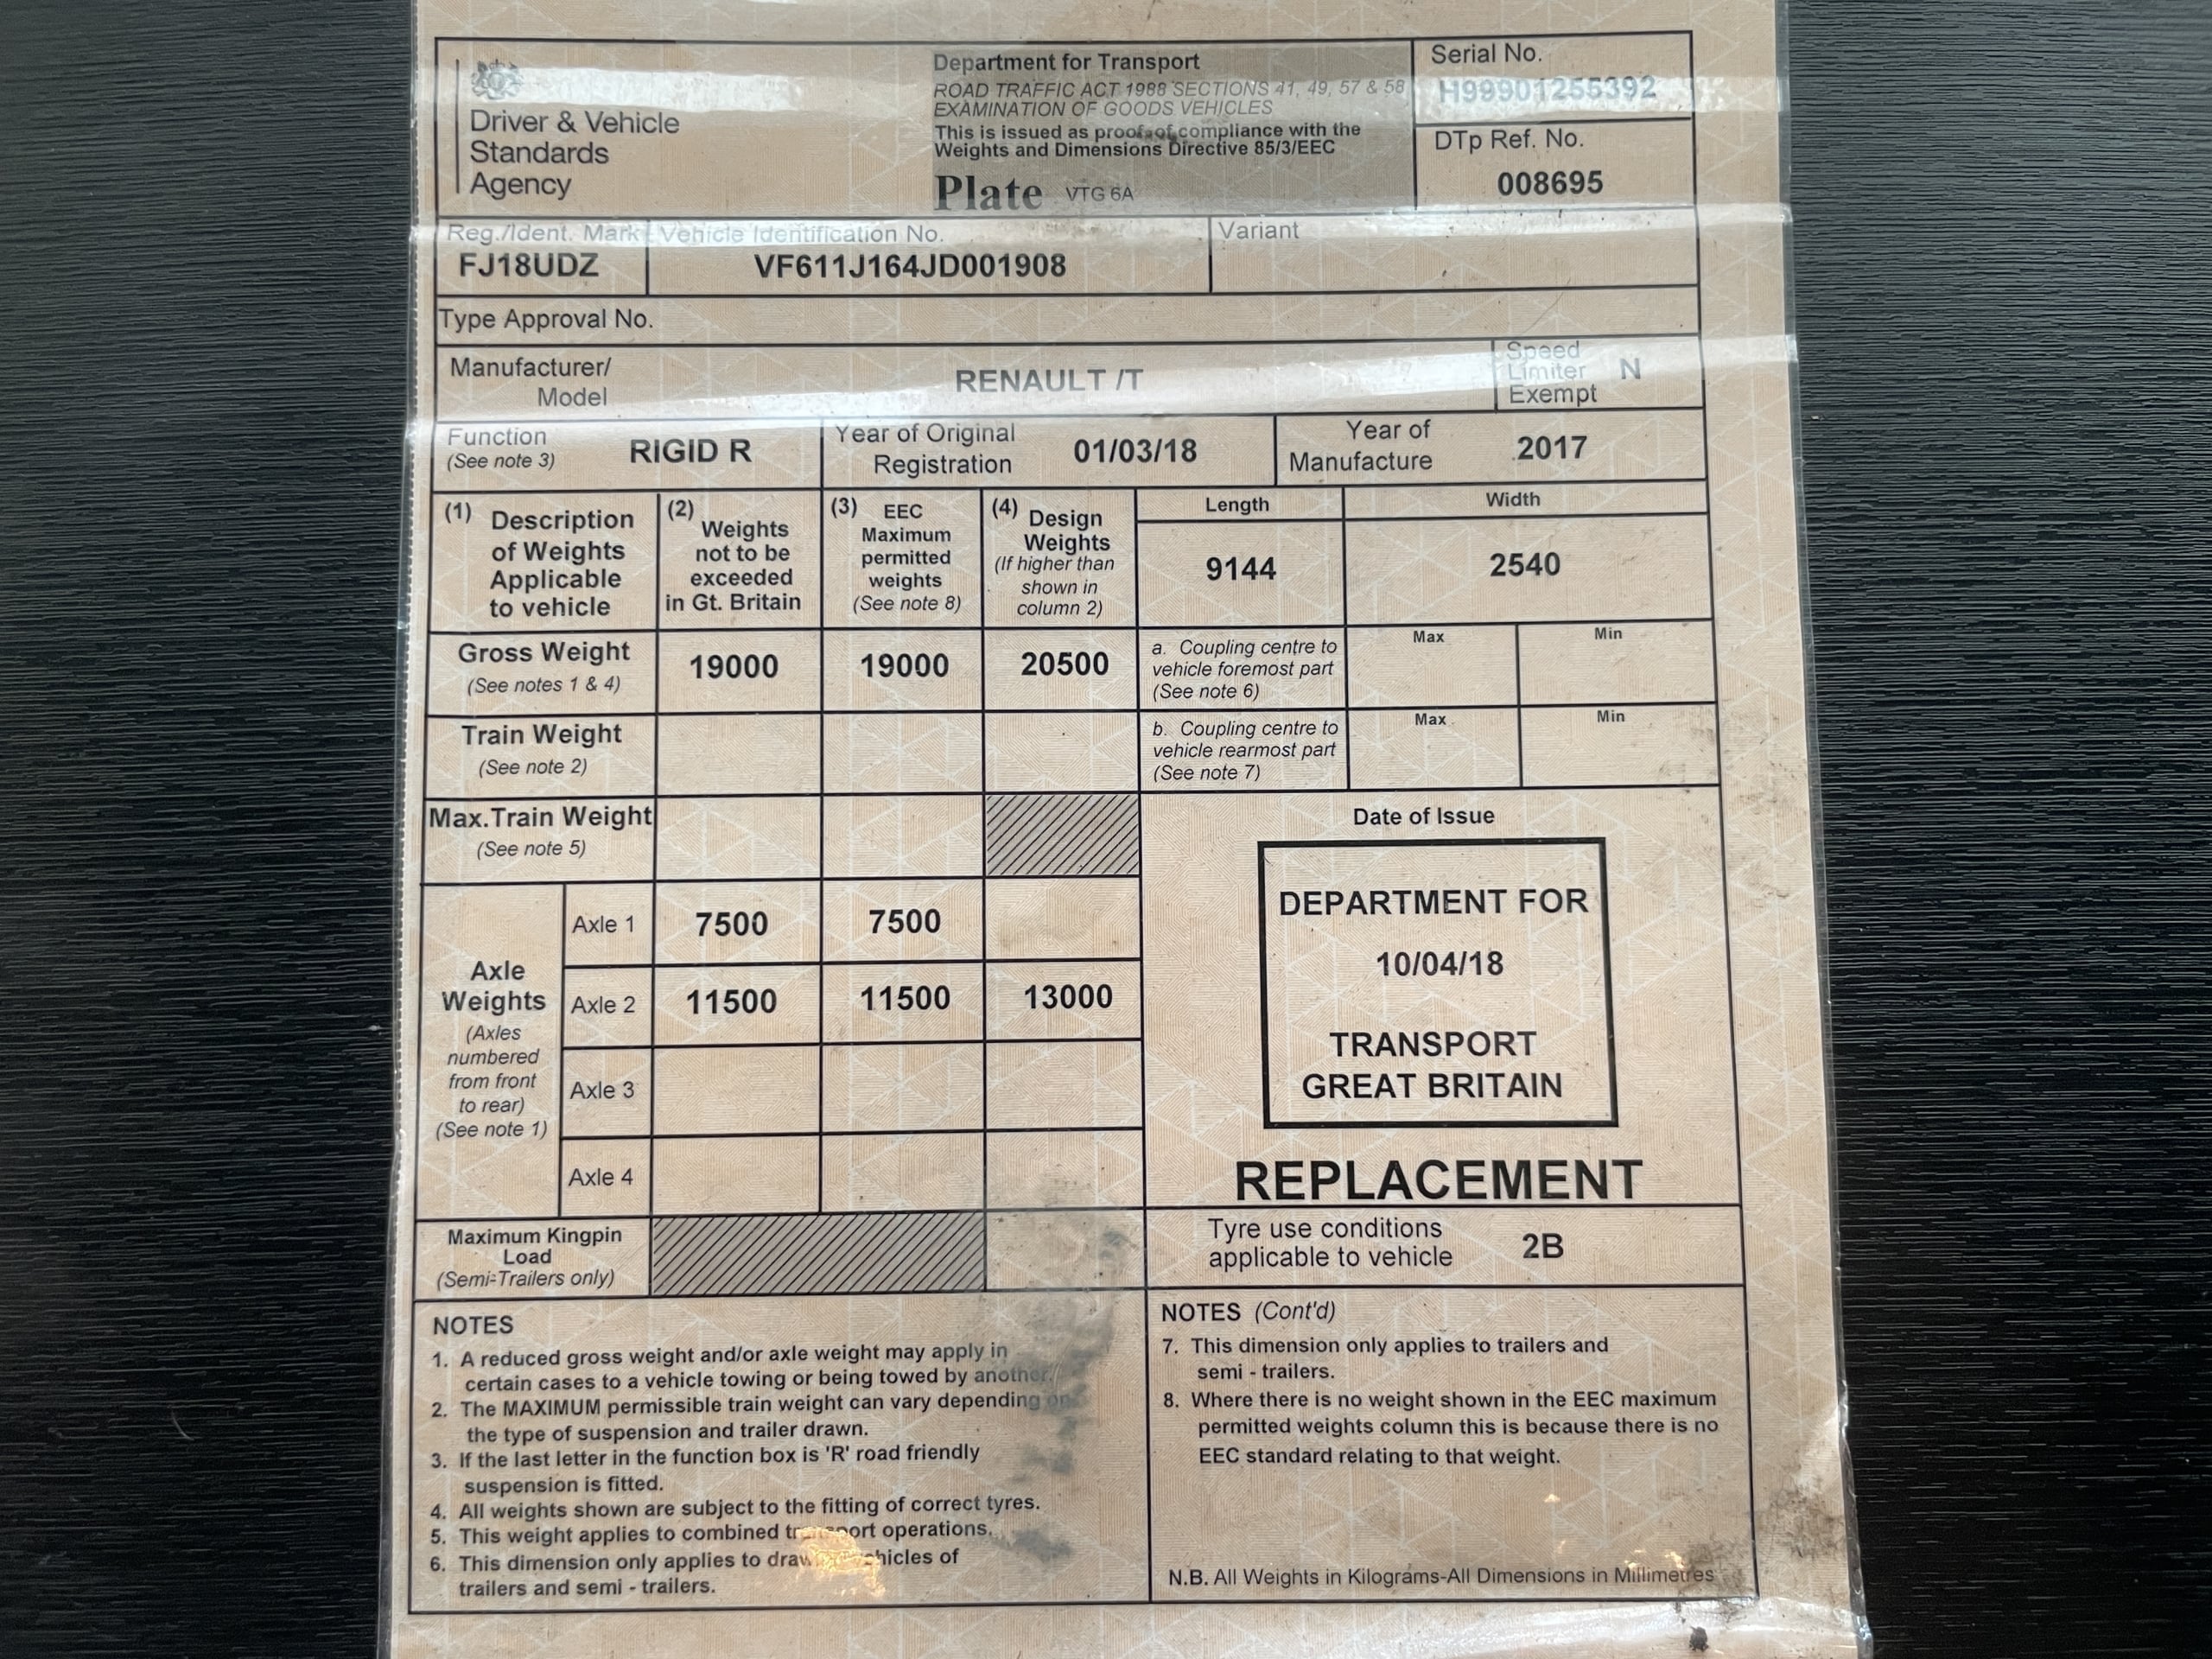 Driver & Vehicle
Standards
Agency
Department for Transport
ROAD TRAFFIC ACT 1988 SECTIONS 41, 49, 57 & 58
EXAMINATION OF GOODS VEHICLES
This is issued as proof of compliance with the
Weights and Dimensions Directive 85/3/EEC
Plate VTG 6A
Serial No.
H99901255392
DTp Ref. No.
008695
Reg./Ident. Mark
FJ18UDZ
Vehicle Identification No.
VF611J164JD001908
Variant
Type Approval No.
Manufacturer/
Model
RENAULT /T
Speed
Limiter
Exempt
N
Function
(See note 3)
RIGID R
Year of Original
Registration
01/03/18
Year of
Manufacture
2017
(1) Description
of Weights
Applicable
to vehicle
(2) Weights
not to be
exceeded
in Gt. Britain
(3) EEC
Maximum
permitted
weights
(See note 8)
(4) Design
Weights
(If higher than
shown in
column 2)
Length
9144
Width
2540
Gross Weight
(See notes 1 & 4)
19000
19000
20500
a. Coupling centre to
vehicle foremost part
(See note 6)
Max
Min
Train Weight
(See note 2)
b. Coupling centre to
vehicle rearmost part
(See note 7)
Max
Min
Max.Train Weight
(See note 5)
Axle
Weights
(Axles
numbered
from front
to rear)
(See note 1)
Axle 1
7500
7500
Axle 2
11500
11500
13000
Axle 3
Axle 4
Date of Issue
DEPARTMENT FOR
10/04/18
TRANSPORT
GREAT BRITAIN
REPLACEMENT
Maximum Kingpin
Load
(Semi-Trailers only)
Tyre use conditions
applicable to vehicle
2B
NOTES
1. A reduced gross weight and/or axle weight may apply in
certain cases to a vehicle towing or being towed by another.
2. The MAXIMUM permissible train weight can vary depending on
the type of suspension and trailer drawn.
3. If the last letter in the function box is 'R' road friendly
suspension is fitted.
4. All weights shown are subject to the fitting of correct tyres.
5. This weight applies to combined transport operations.
6. This dimension only applies to drawing vehicles of
trailers and semi - trailers.
NOTES (Cont'd)
7. This dimension only applies to trailers and
semi - trailers.
8. Where there is no weight shown in the EEC maximum
permitted weights column this is because there is no
EEC standard relating to that weight.
N.B. All Weights in Kilograms-All Dimensions in Millimetres